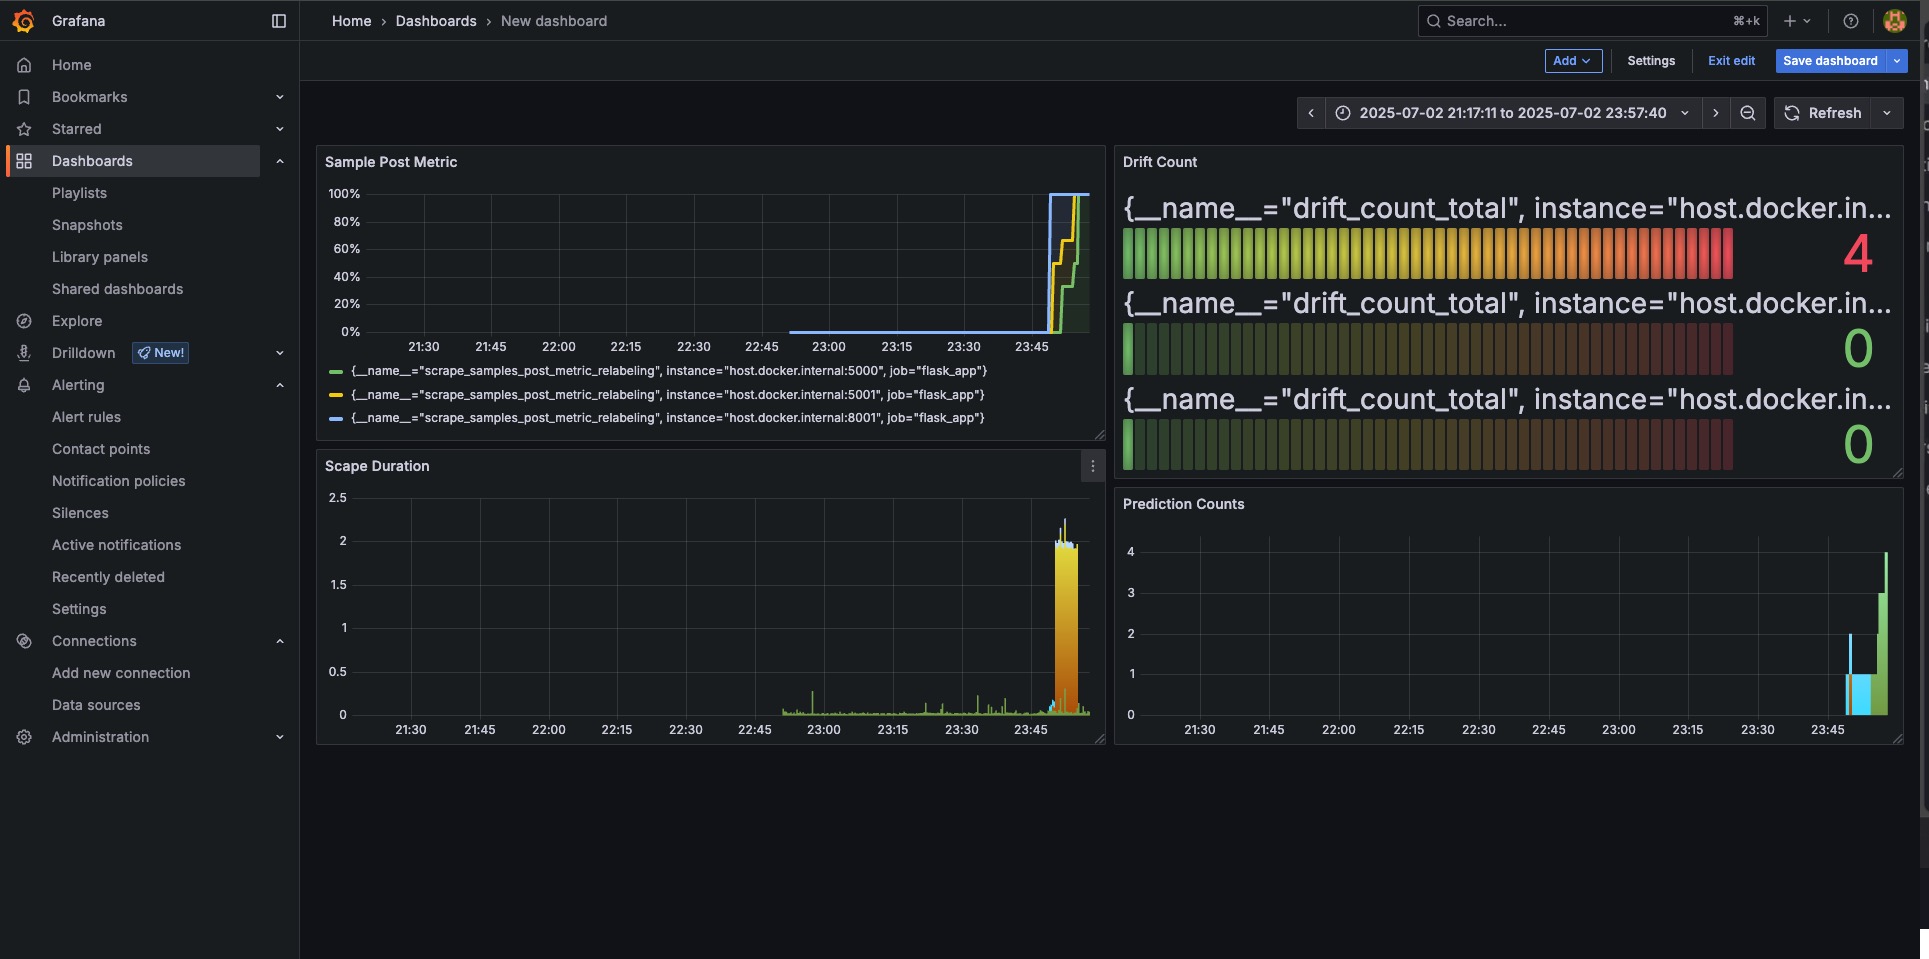 Grafana
Home › Dashboards › New dashboard
Search... ⌘+k
Add Settings Exit edit Save dashboard
2025-07-02 21:17:11 to 2025-07-02 23:57:40 Refresh
Home
Bookmarks
Starred
Dashboards
Playlists
Snapshots
Library panels
Shared dashboards
Explore
Drilldown New!
Alerting
Alert rules
Contact points
Notification policies
Silences
Active notifications
Recently deleted
Settings
Connections
Add new connection
Data sources
Administration
Sample Post Metric
100%
80%
60%
40%
20%
0%
21:30 21:45 22:00 22:15 22:30 22:45 23:00 23:15 23:30 23:45
{__name__="scrape_samples_post_metric_relabeling", instance="host.docker.internal:5000", job="flask_app"}
{__name__="scrape_samples_post_metric_relabeling", instance="host.docker.internal:5001", job="flask_app"}
{__name__="scrape_samples_post_metric_relabeling", instance="host.docker.internal:8001", job="flask_app"}
Drift Count
{__name__="drift_count_total", instance="host.docker.in...
4
{__name__="drift_count_total", instance="host.docker.in...
0
{__name__="drift_count_total", instance="host.docker.in...
0
Scape Duration
2.5
2
1.5
1
0.5
0
21:30 21:45 22:00 22:15 22:30 22:45 23:00 23:15 23:30 23:45
Prediction Counts
4
3
2
1
0
21:30 21:45 22:00 22:15 22:30 22:45 23:00 23:15 23:30 23:45